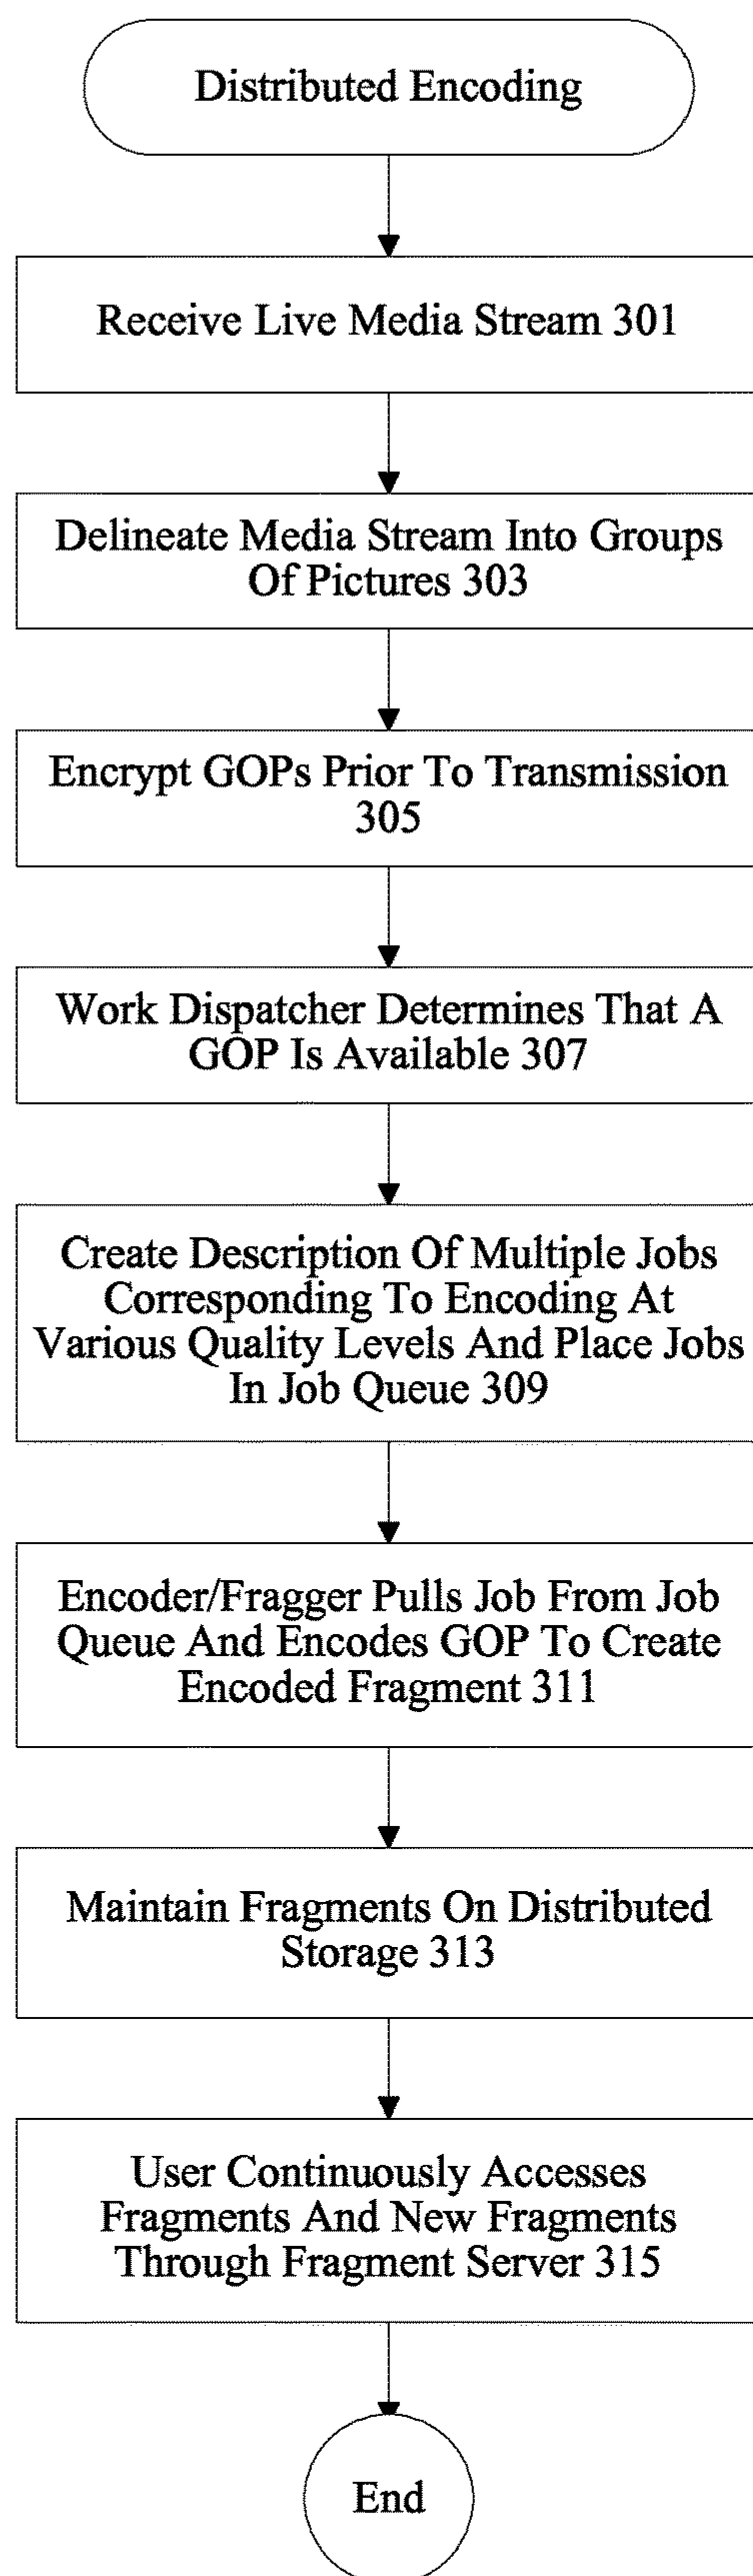 Distributed Encoding
Receive Live Media Stream 301
Delineate Media Stream Into Groups
Of Pictures 303
Encrypt GOPs Prior To Transmission
305
Work Dispatcher Determines That A
GOP Is Available 307
Create Description Of Multiple Jobs
Corresponding To Encoding At
Various Quality Levels And Place Jobs
In Job Queue 309
Encoder/Fragger Pulls Job From Job
Queue And Encodes GOP To Create
Encoded Fragment 311
Maintain Fragments On Distributed
Storage 313
User Continuously Accesses
Fragments And New Fragments
Through Fragment Server 315
End